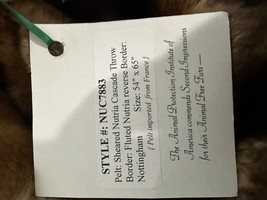 STYLE #: NUC7883
Pelt: Sheared Nutria Cascade Throw
Border: Fluted Nutria reverse Border:
Nottingham
Size: 54" x 65"
[ Pelt imported from France ]
The Animal Protection Institute of
America commends Animal Impressions
for their Animal Free Furs —